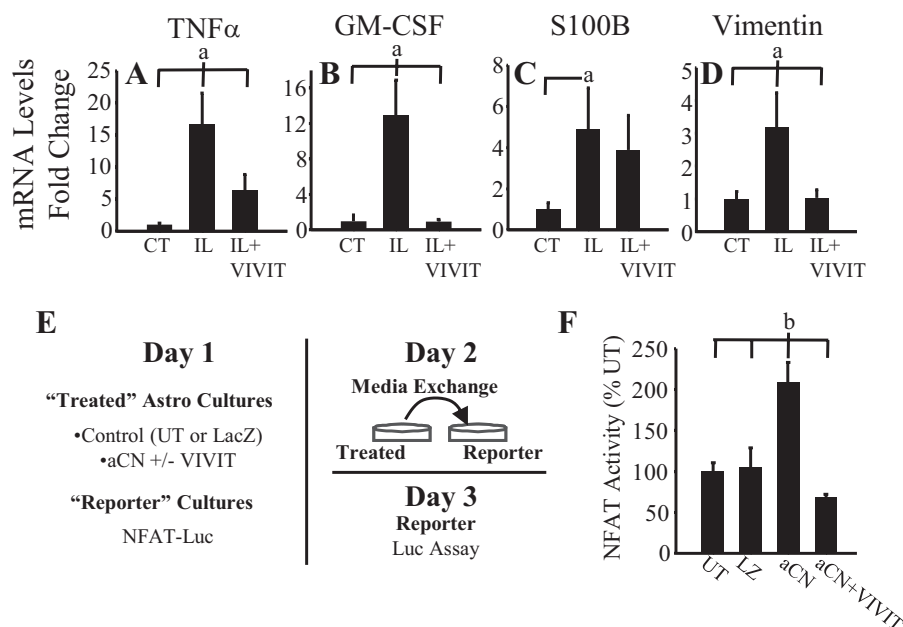 TNFα GM-CSF S100B Vimentin
mRNA Levels
Fold Change
A
a
25
20
15
10
5
0
CT IL IL+
VIVIT
B
a
16
12
8
4
0
CT IL IL+
VIVIT
C
a
8
6
4
2
0
CT IL IL+
VIVIT
D
a
5
4
3
2
1
0
CT IL IL+
VIVIT
E
Day 1
“Treated” Astro Cultures
•Control (UT or LacZ)
•aCN +/- VIVIT
“Reporter” Cultures
NFAT-Luc
Day 2
Media Exchange
Treated Reporter
Day 3
Reporter
Luc Assay
F
b
NFAT Activity (% UT)
250
200
150
100
50
0
UT LZ aCN aCN+VIVIT